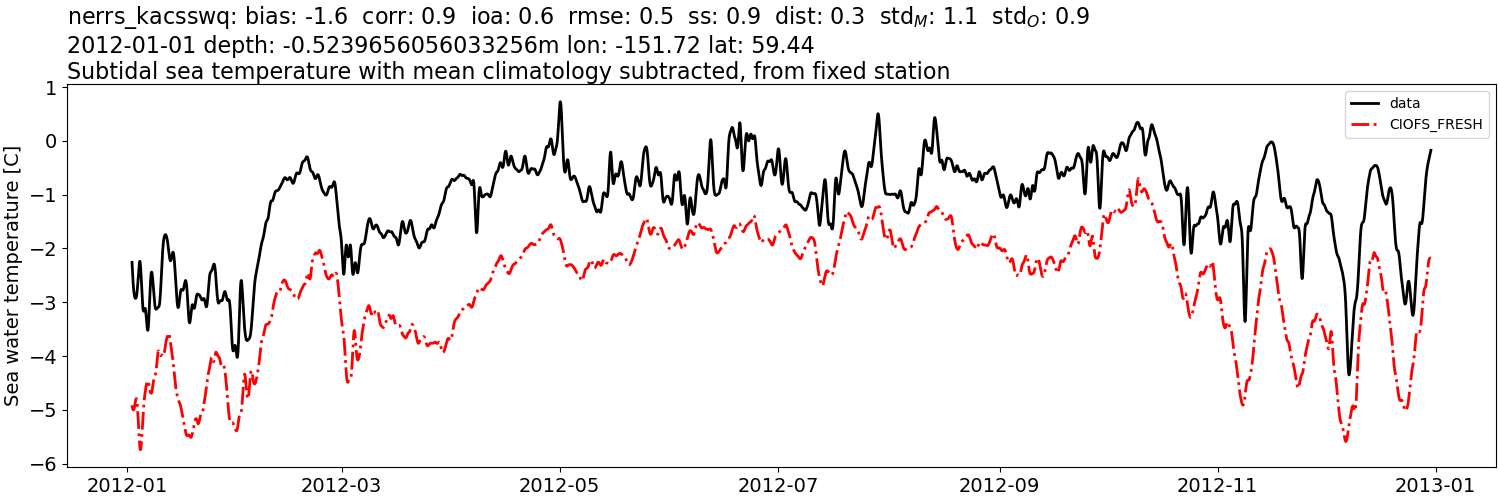 nerrs_kacsswq: bias: -1.6  corr: 0.9  ioa: 0.6  rmse: 0.5  ss: 0.9  dist: 0.3  std_M: 1.1  std_O: 0.9
2012-01-01 depth: -0.5239656056033256m lon: -151.72 lat: 59.44
Subtidal sea temperature with mean climatology subtracted, from fixed station
Sea water temperature [C]
1
0
−1
−2
−3
−4
−5
−6
data
CIOFS_FRESH
2012-01
2012-03
2012-05
2012-07
2012-09
2012-11
2013-01